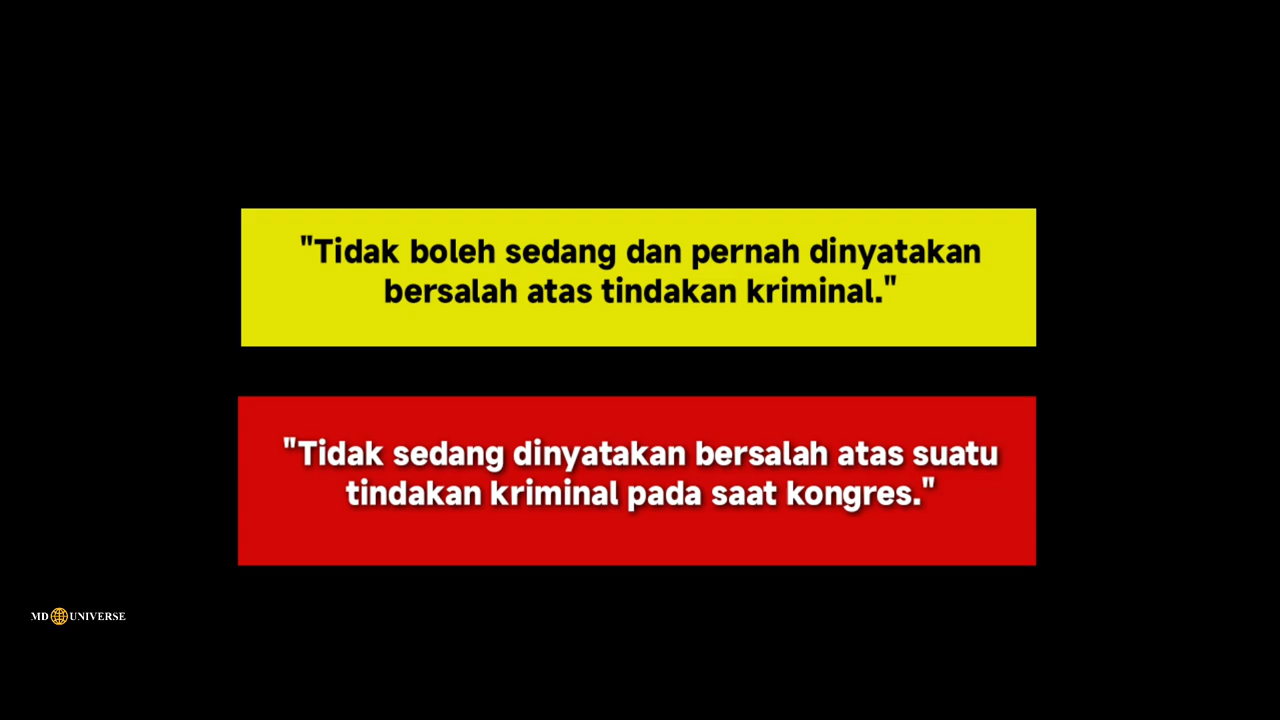 "Tidak boleh sedang dan pernah dinyatakan
bersalah atas tindakan kriminal."
"Tidak sedang dinyatakan bersalah atas suatu
tindakan kriminal pada saat kongres."
MD UNIVERSE